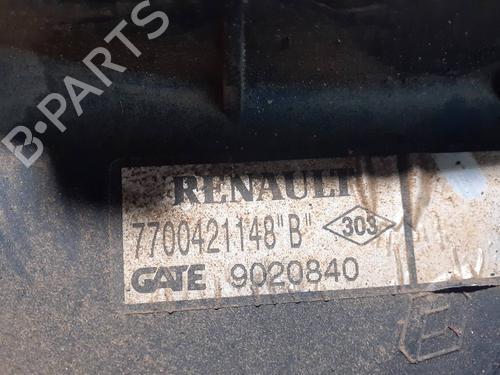 B-PARTS
RENAULT
7700421148"B" 303
GATE 9020840